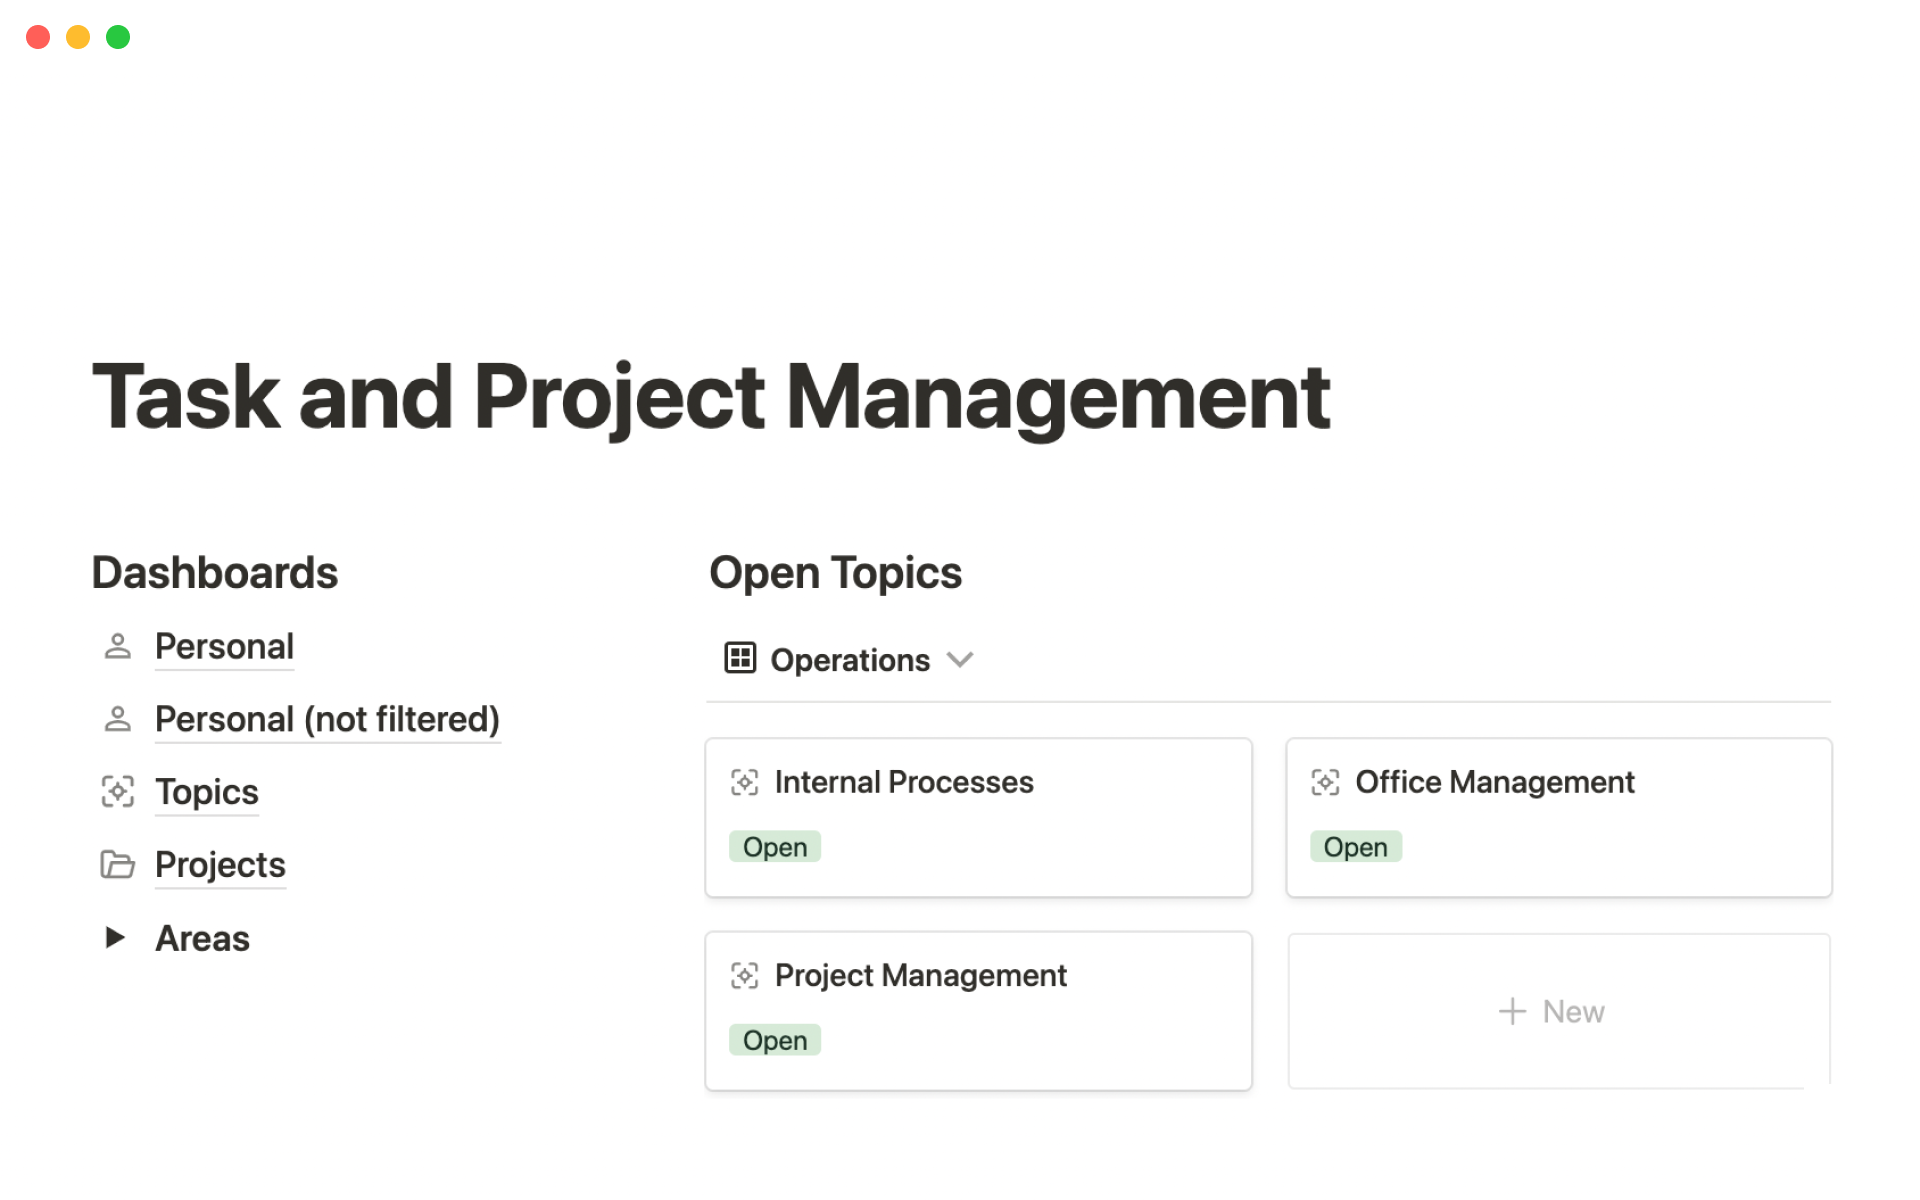 Task and Project Management
Dashboards
Personal
Personal (not filtered)
Topics
Projects
Areas
Open Topics
Operations
Internal Processes
Open
Office Management
Open
Project Management
Open
New